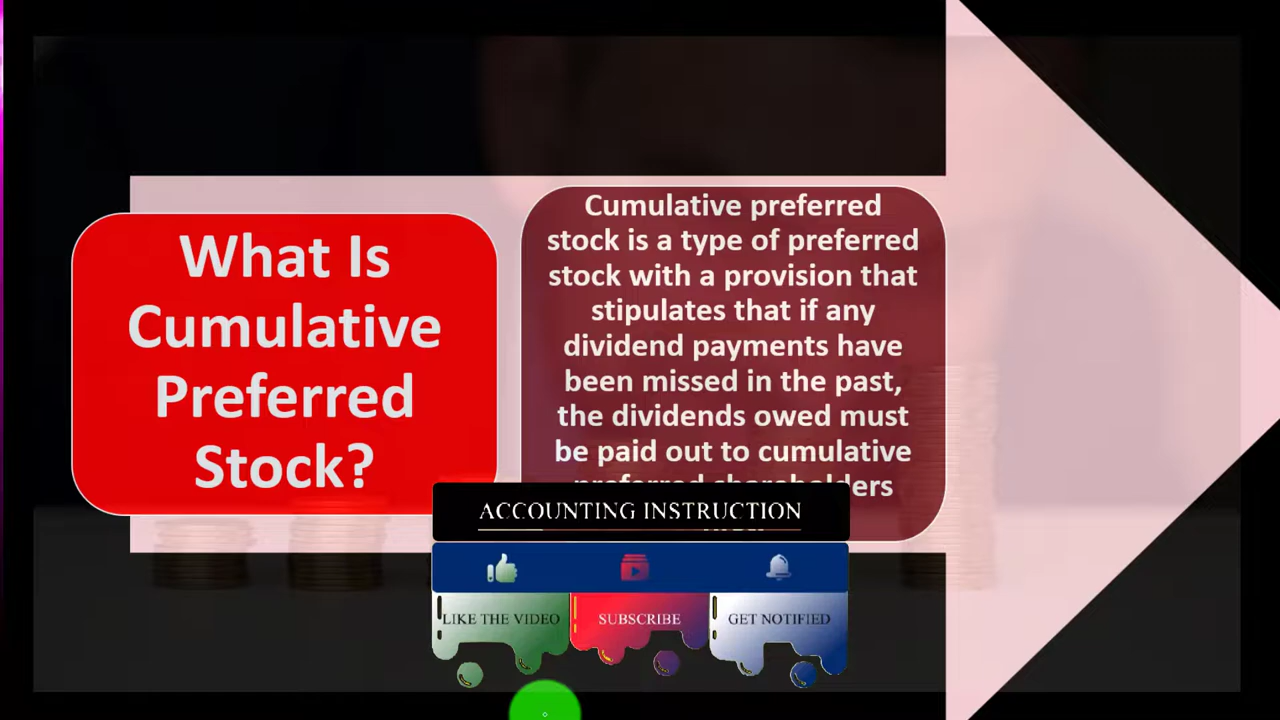 What Is
Cumulative
Preferred
Stock?
Cumulative preferred
stock is a type of preferred
stock with a provision that
stipulates that if any
dividend payments have
been missed in the past,
the dividends owed must
be paid out to cumulative
preferred shareholders
ACCOUNTING INSTRUCTION
LIKE THE VIDEO
SUBSCRIBE
GET NOTIFIED